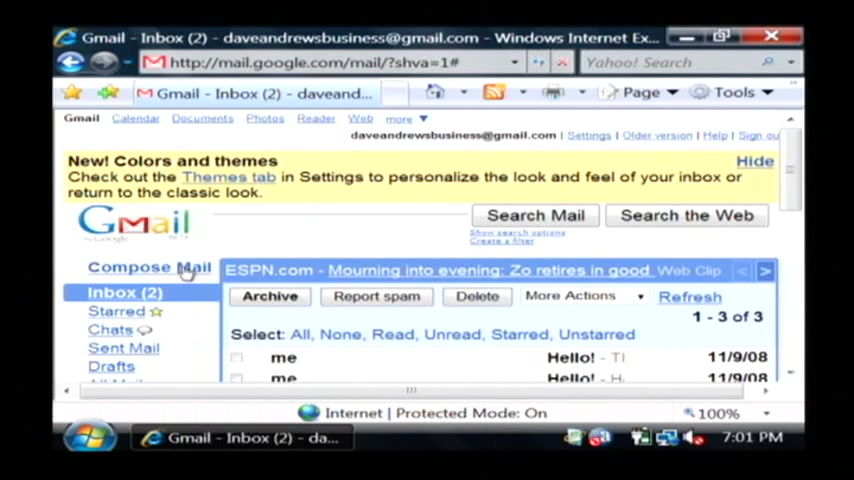 Gmail - Inbox (2) - daveandrewsbusiness@gmail.com - Windows Internet Ex...
http://mail.google.com/mail/?shva=1#
Yahoo! Search
Gmail - Inbox (2) - daveand...
Page
Tools
Gmail Calendar Documents Photos Reader Web more
daveandrewsbusiness@gmail.com | Settings | Older version | Help | Sign ou
New! Colors and themes
Hide
Check out the Themes tab in Settings to personalize the look and feel of your inbox or
return to the classic look.
Gmail
Search Mail
Search the Web
Show search options
Create a filter
Compose Mail
ESPN.com - Mourning into evening: Zo retires in good Web Clip < >
Inbox (2)
Archive
Report spam
Delete
More Actions
Refresh
Starred
1 - 3 of 3
Chats
Select: All, None, Read, Unread, Starred, Unstarred
Sent Mail
me Hello! - 11/9/08
Drafts
me Hello! - 11/9/08
Internet | Protected Mode: On
100%
Gmail - Inbox (2) - da...
7:01 PM